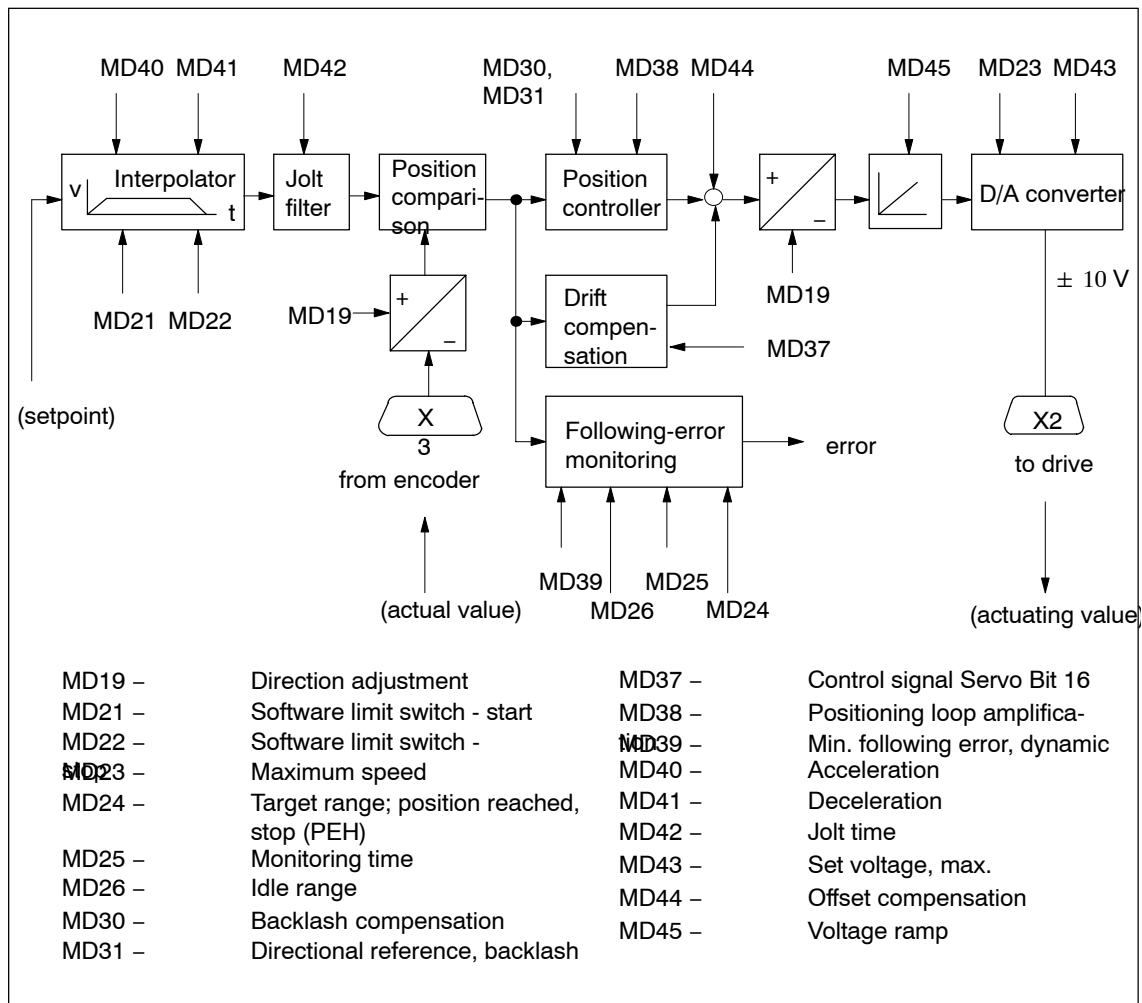 MD40 MD41 MD42 MD30, MD38 MD44 MD45 MD23 MD43
MD31
v Interpolator t
Jolt
filter
Position
compari-
son
Position
controller
+
–
D/A converter
MD21 MD22
MD19
+
–
Drift
compen-
sation
MD19
MD37
± 10 V
(setpoint)
X
3
from encoder
Following-error
monitoring
error
X2
to drive
MD39 MD25
MD26 MD24
(actual value)
(actuating value)
MD19 – Direction adjustment
MD21 – Software limit switch - start
MD22 – Software limit switch -
stop
MD23 – Maximum speed
MD24 – Target range; position reached,
stop (PEH)
MD25 – Monitoring time
MD26 – Idle range
MD30 – Backlash compensation
MD31 – Directional reference, backlash
MD37 – Control signal Servo Bit 16
MD38 – Positioning loop amplifica-
tion
MD39 – Min. following error, dynamic
MD40 – Acceleration
MD41 – Deceleration
MD42 – Jolt time
MD43 – Set voltage, max.
MD44 – Offset compensation
MD45 – Voltage ramp